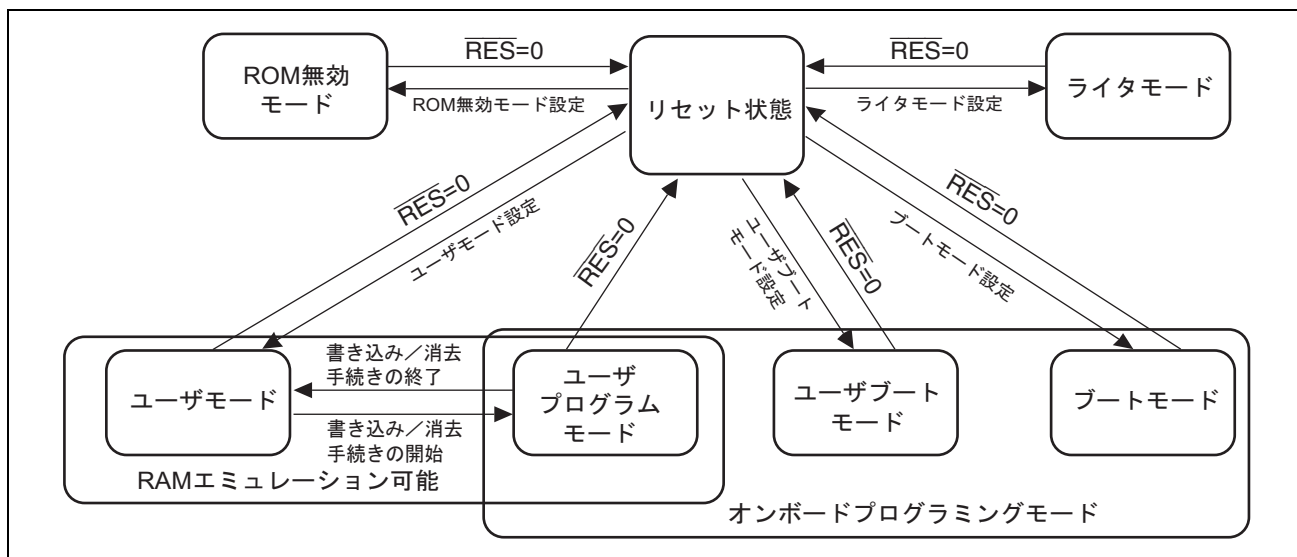 ROM無効
モード
RES=0
ROM無効モード設定
リセット状態
RES=0
ライタモード設定
ライタモード
RES=0
ユーザモード設定
RES=0
ユーザブート
モード設定
RES=0
ブートモード設定
RES=0
ユーザモード
書き込み／消去
手続きの終了
書き込み／消去
手続きの開始
ユーザ
プログラム
モード
ユーザブート
モード
ブートモード
RAMエミュレーション可能
オンボードプログラミングモード